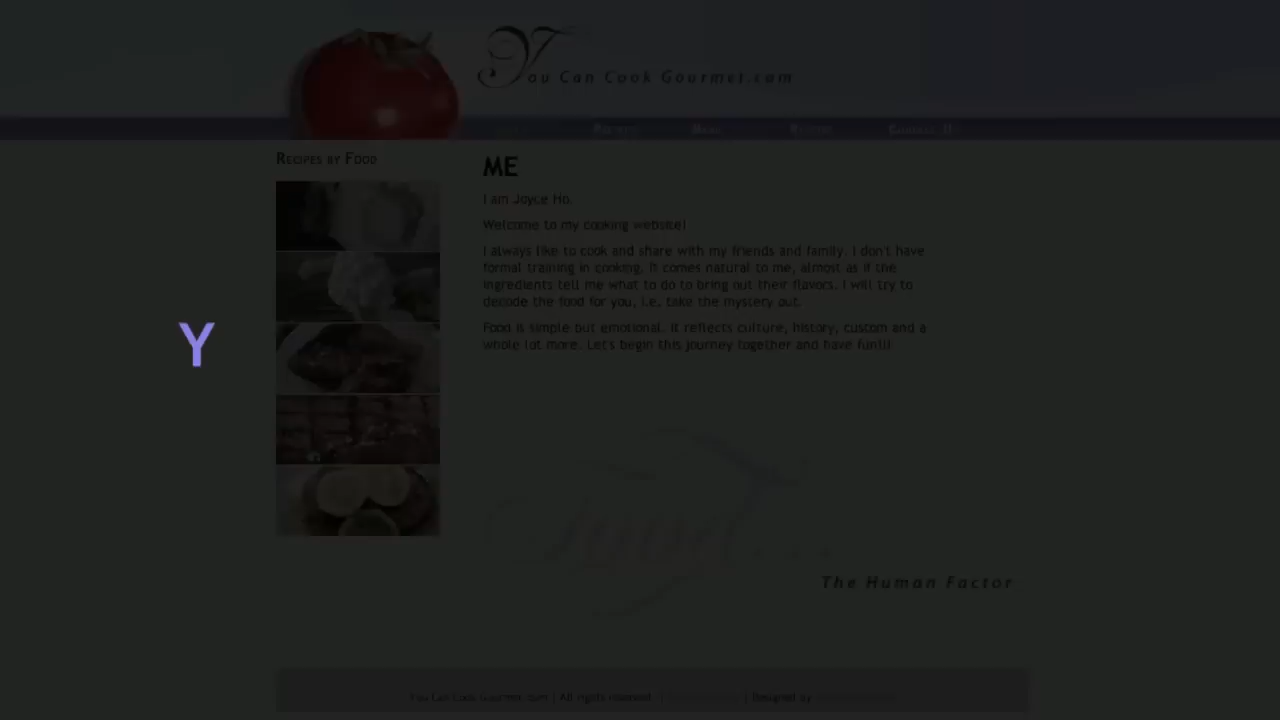 You Can Cook Gourmet.com
Recipes by Food
ME
I am Joyce Ho.
Welcome to my cooking website!
I always like to cook and share with my friends and family. I don't have
formal training in cooking. It comes natural to me, almost as if the
ingredients tell me what to do to bring out their flavors. I will try to
decode the food for you, i.e. take the mystery out.
Food is simple but emotional. It reflects culture, history, custom and a
whole lot more. Let's begin this journey together and have fun!!!
Y
The Human Factor
You Can Cook Gourmet.com | All rights reserved. | | Designed by